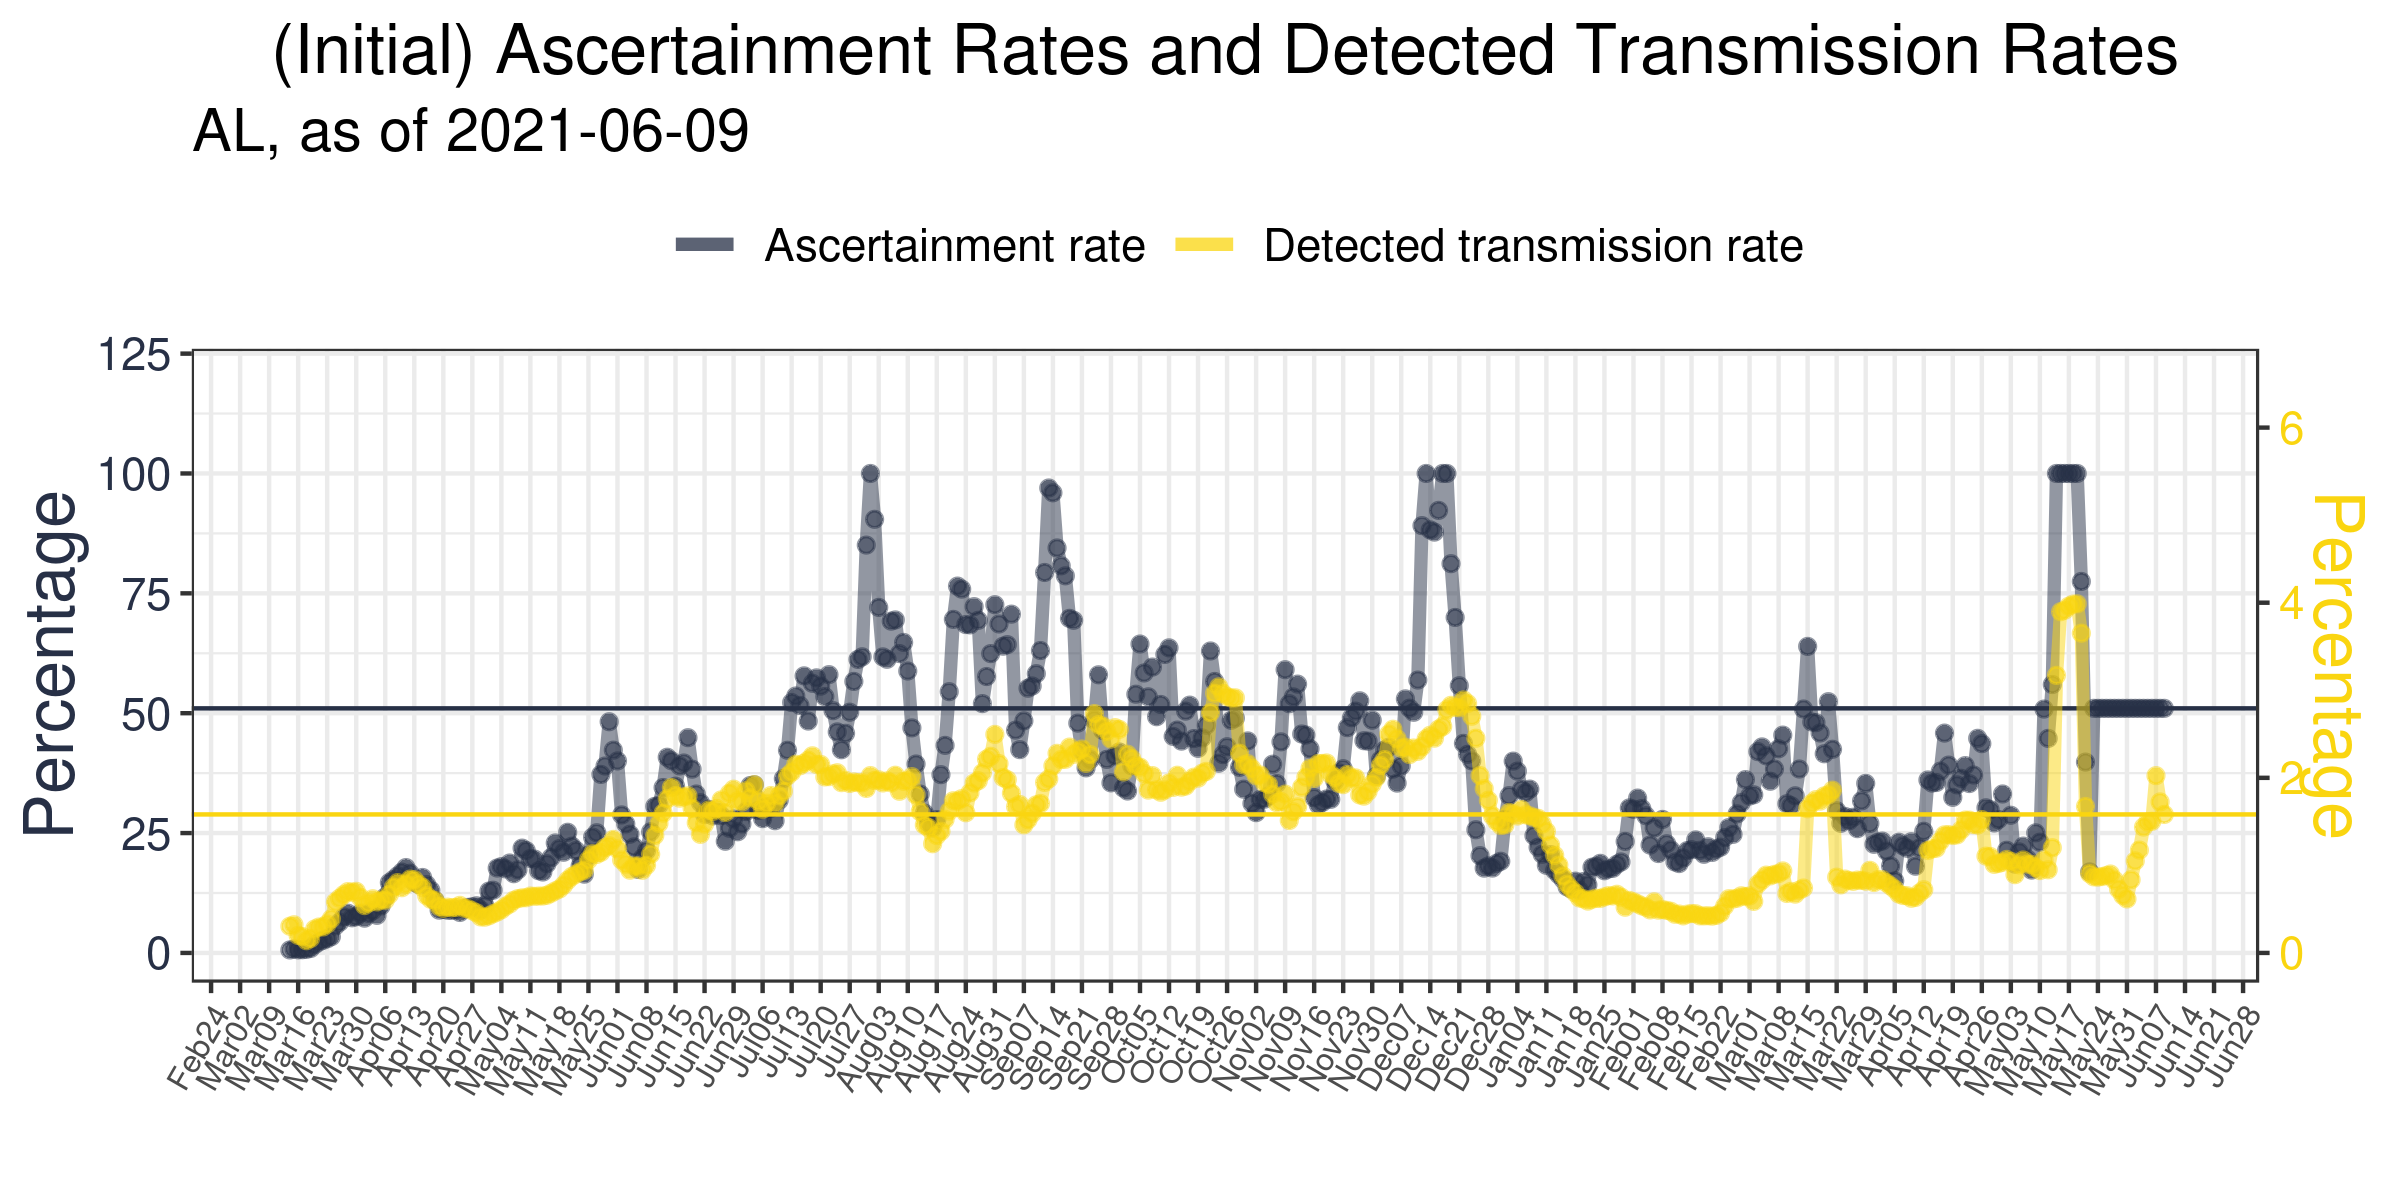 (Initial) Ascertainment Rates and Detected Transmission Rates
AL, as of 2021-06-09
Ascertainment rate
Detected transmission rate
Percentage
125
100
75
50
25
0
6
4
2
0
Percentage
Feb24
Mar02
Mar09
Mar16
Mar23
Mar30
Apr06
Apr13
Apr20
Apr27
May04
May11
May18
May25
Jun01
Jun08
Jun15
Jun22
Jun29
Jul06
Jul13
Jul20
Jul27
Aug03
Aug10
Aug17
Aug24
Aug31
Sep07
Sep14
Sep21
Sep28
Oct05
Oct12
Oct19
Oct26
Nov02
Nov09
Nov16
Nov23
Nov30
Dec07
Dec14
Dec21
Dec28
Jan04
Jan11
Jan18
Jan25
Feb01
Feb08
Feb15
Feb22
Mar01
Mar08
Mar15
Mar22
Mar29
Apr05
Apr12
Apr19
Apr26
May03
May10
May17
May24
May31
Jun07
Jun14
Jun21
Jun28